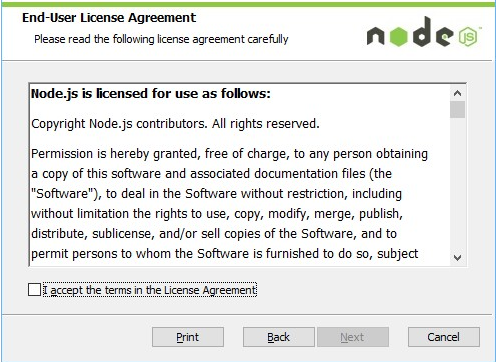 End-User License Agreement
Please read the following license agreement carefully
node
JS
Node.js is licensed for use as follows:
Copyright Node.js contributors. All rights reserved.
Permission is hereby granted, free of charge, to any person obtaining
a copy of this software and associated documentation files (the
"Software"), to deal in the Software without restriction, including
without limitation the rights to use, copy, modify, merge, publish,
distribute, sublicense, and/or sell copies of the Software, and to
permit persons to whom the Software is furnished to do so, subject
I accept the terms in the License Agreement
Print Back Next Cancel